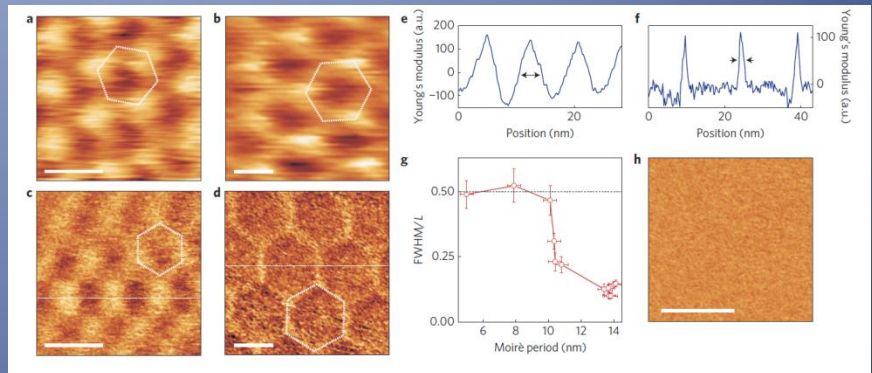 a
b
c
d
e
Young's modulus (a.u.)
200
100
0
−100
0
20
Position (nm)
f
100
0
Young's modulus (a.u.)
0
20
40
Position (nm)
g
FWHM/L
0.50
0.25
0.00
6
8
10
12
14
Moirè period (nm)
h